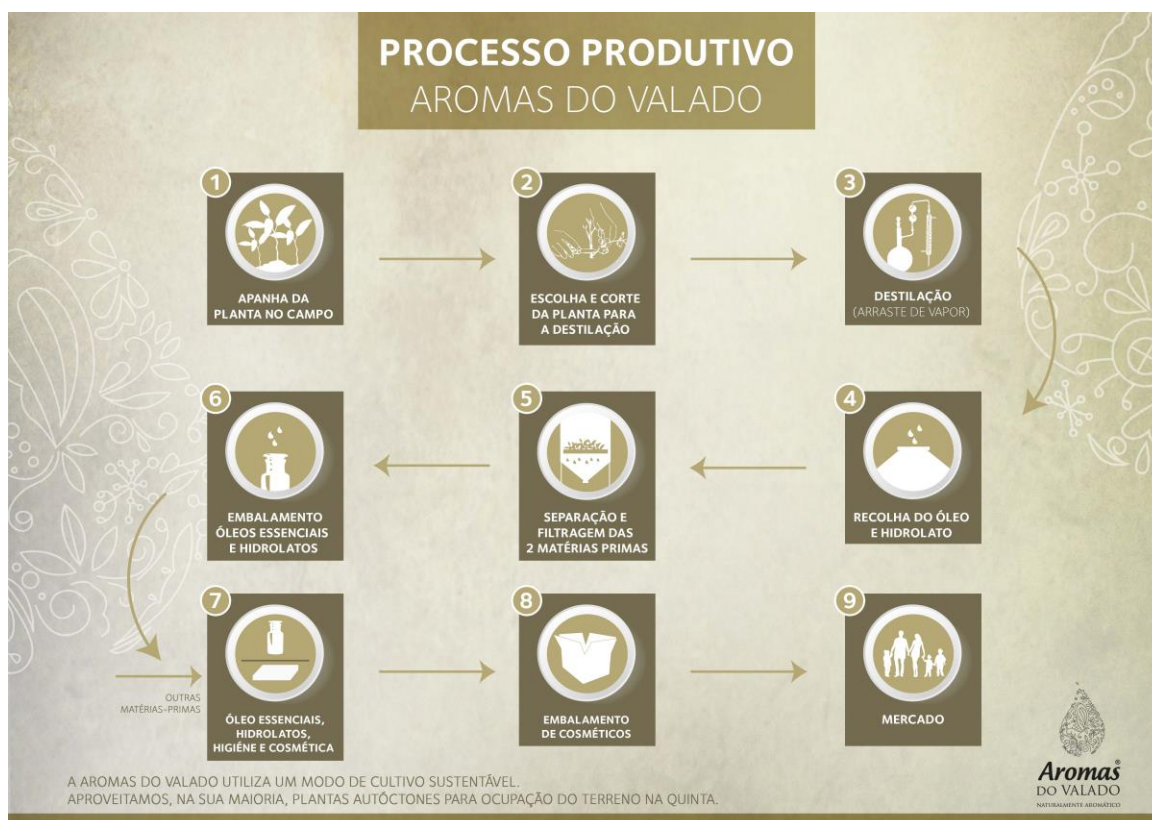 PROCESSO PRODUTIVO
AROMAS DO VALADO
1
APANHA DA
PLANTA NO CAMPO
2
ESCOLHA E CORTE
DA PLANTA PARA
A DESTILAÇÃO
3
DESTILAÇÃO
(ARRASTE DE VAPOR)
4
RECOLHA DO ÓLEO
E HIDROLATO
5
SEPARAÇÃO E
FILTRAGEM DAS
2 MATÉRIAS PRIMAS
6
EMBALAMENTO
ÓLEOS ESSENCIAIS
E HIDROLATOS
OUTRAS
MATÉRIAS-PRIMAS
7
ÓLEO ESSENCIAIS,
HIDROLATOS,
HIGIÉNE E COSMÉTICA
8
EMBALAMENTO
DE COSMÉTICOS
9
MERCADO
A AROMAS DO VALADO UTILIZA UM MODO DE CULTIVO SUSTENTÁVEL.
APROVEITAMOS, NA SUA MAIORIA, PLANTAS AUTÓCTONES PARA OCUPAÇÃO DO TERRENO NA QUINTA.
Aromas®
DO VALADO
NATURALMENTE AROMÁTICO